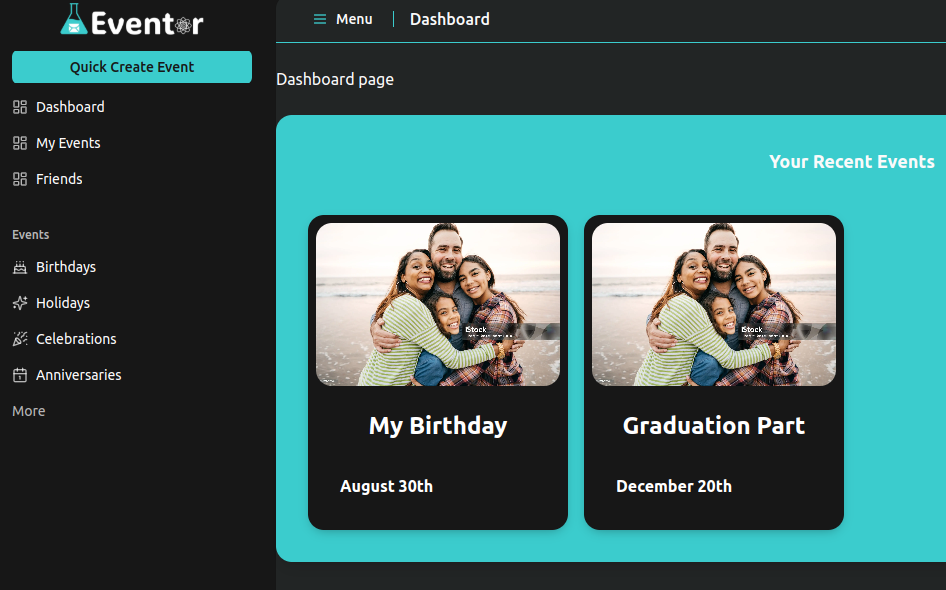 Eventor
Quick Create Event
Dashboard
My Events
Friends
Events
Birthdays
Holidays
Celebrations
Anniversaries
More
Menu
Dashboard
Dashboard page
Your Recent Events
iStock
My Birthday
August 30th
iStock
Graduation Part
December 20th